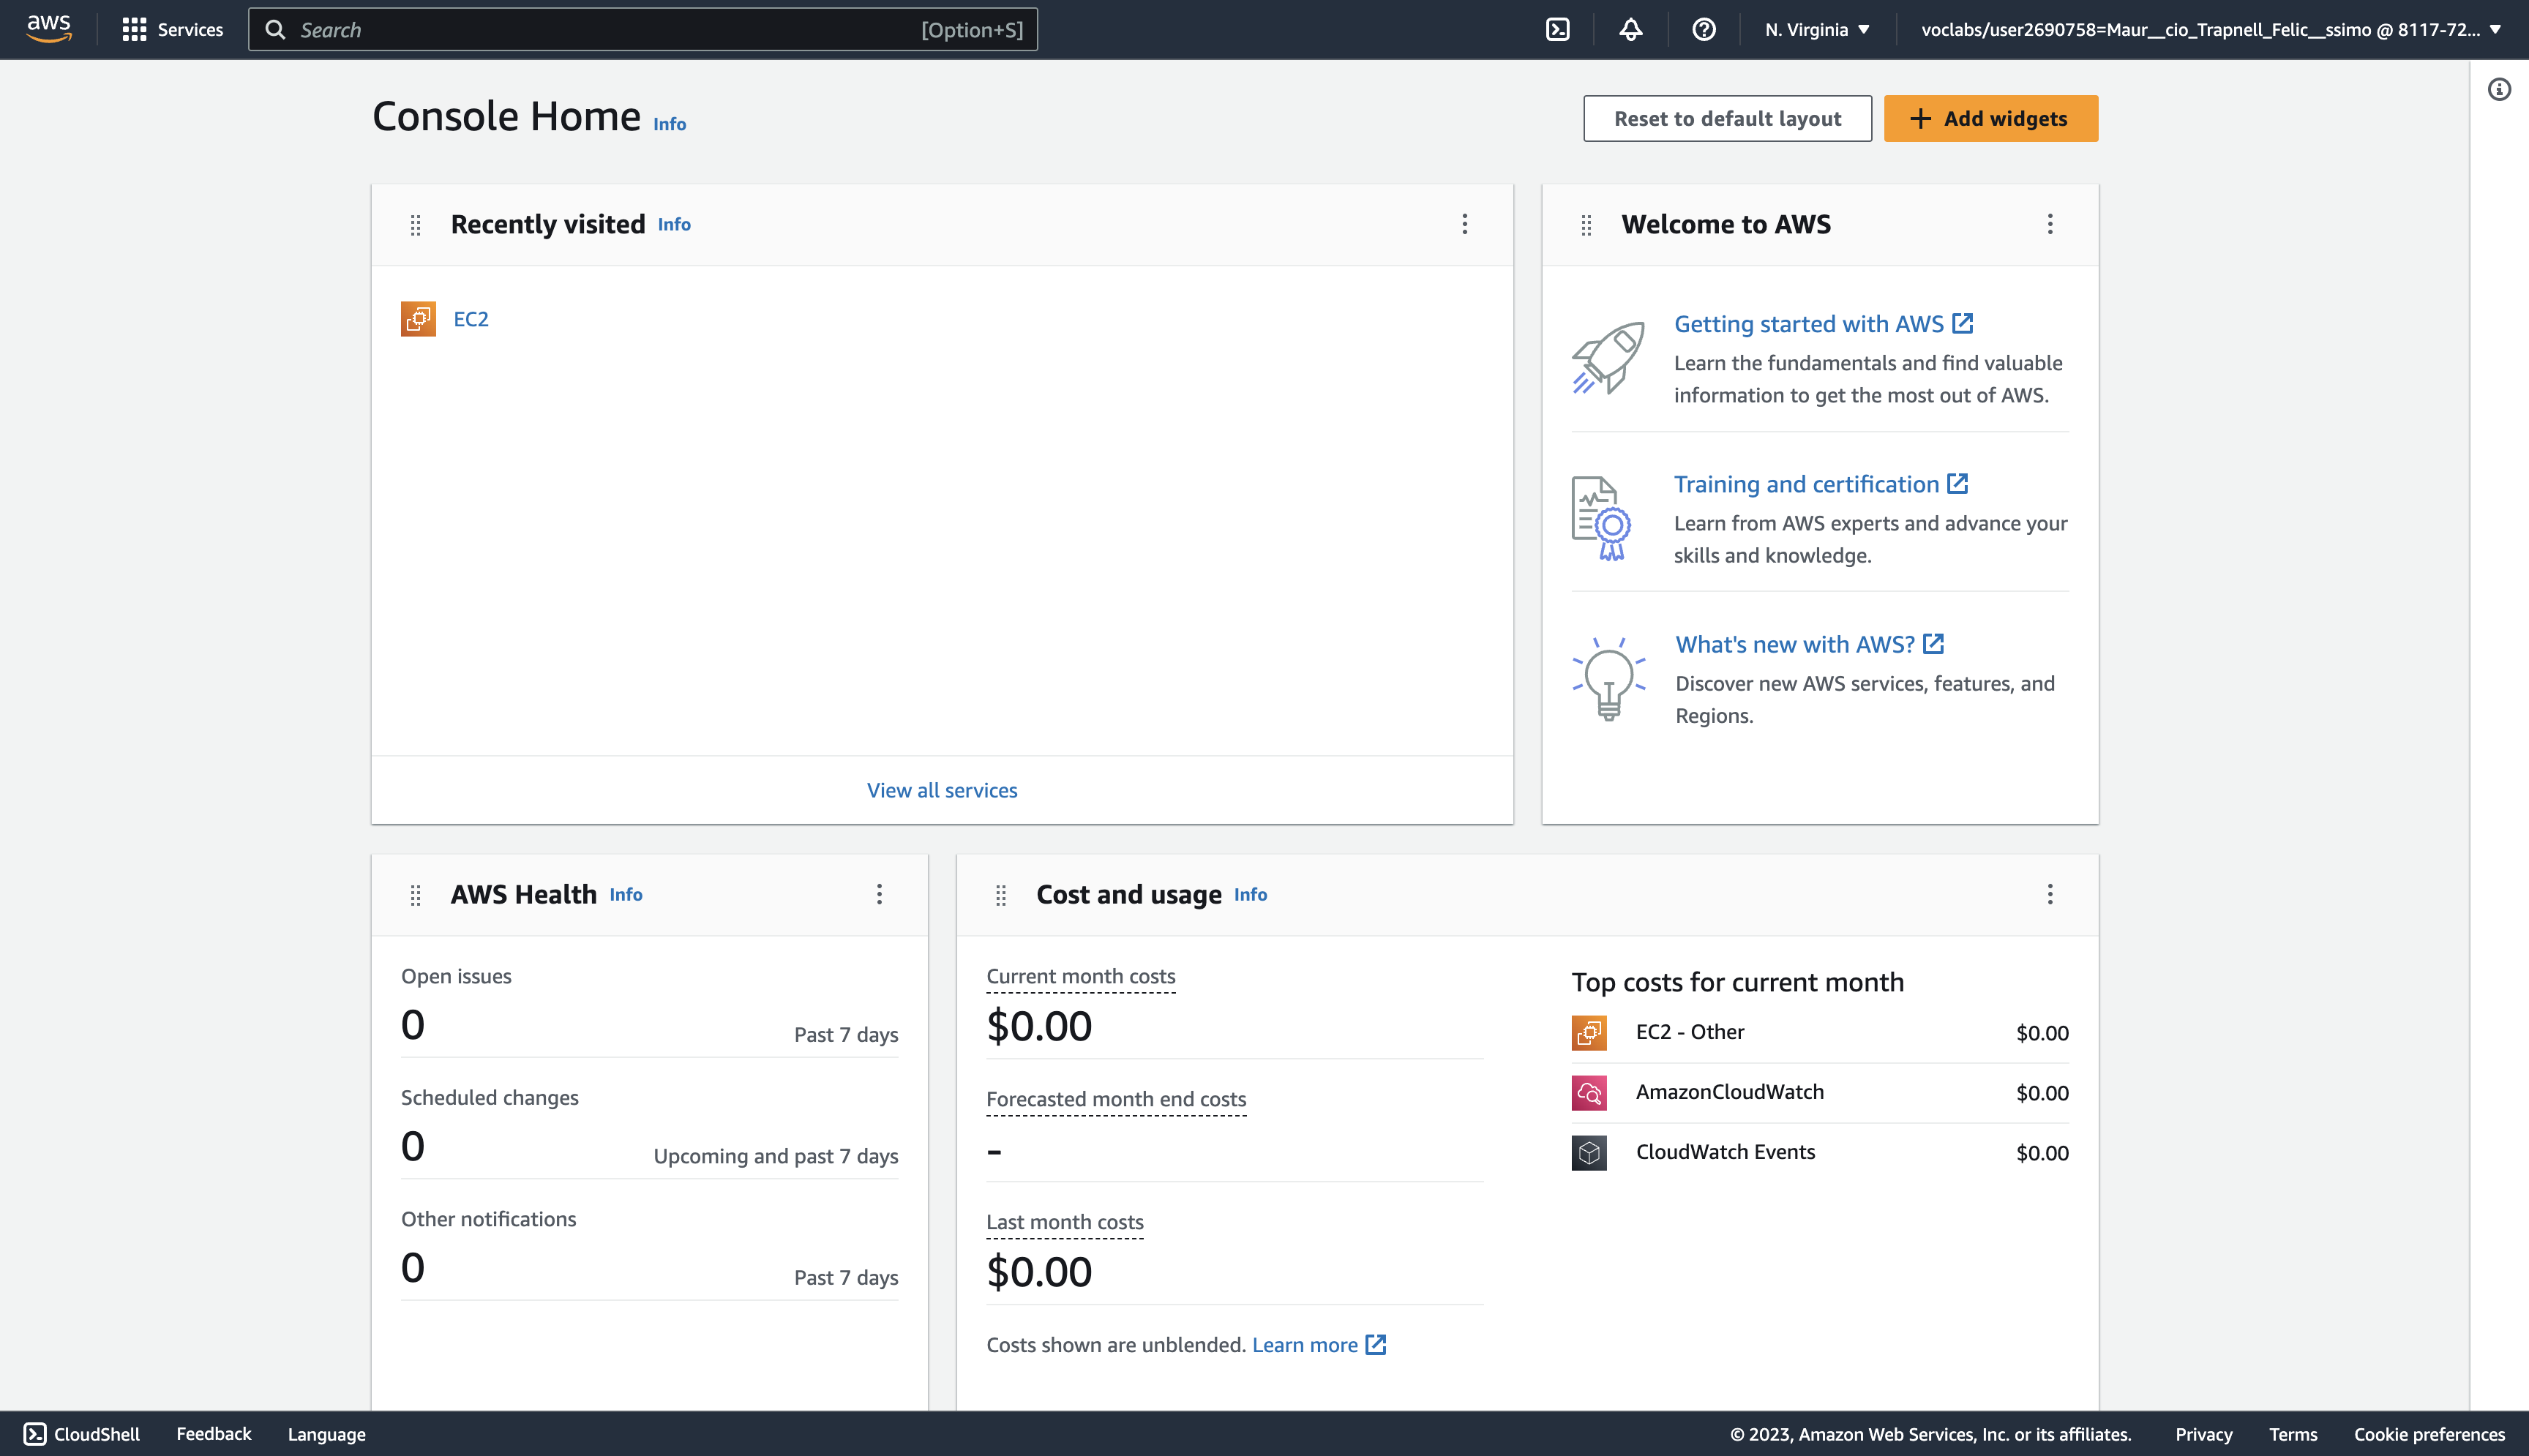 aws
Services
Search
[Option+S]
N. Virginia
voclabs/user2690758=Maur__cio_Trapnell_Felic__ssimo @ 8117-72...
Console Home Info
Reset to default layout
Add widgets
Recently visited Info
EC2
View all services
Welcome to AWS
Getting started with AWS
Learn the fundamentals and find valuable
information to get the most out of AWS.
Training and certification
Learn from AWS experts and advance your
skills and knowledge.
What's new with AWS?
Discover new AWS services, features, and
Regions.
AWS Health Info
Open issues
0
Past 7 days
Scheduled changes
0
Upcoming and past 7 days
Other notifications
0
Past 7 days
Cost and usage Info
Current month costs
$0.00
Forecasted month end costs
-
Last month costs
$0.00
Costs shown are unblended. Learn more
Top costs for current month
EC2 - Other
$0.00
AmazonCloudWatch
$0.00
CloudWatch Events
$0.00
CloudShell
Feedback
Language
© 2023, Amazon Web Services, Inc. or its affiliates.
Privacy
Terms
Cookie preferences